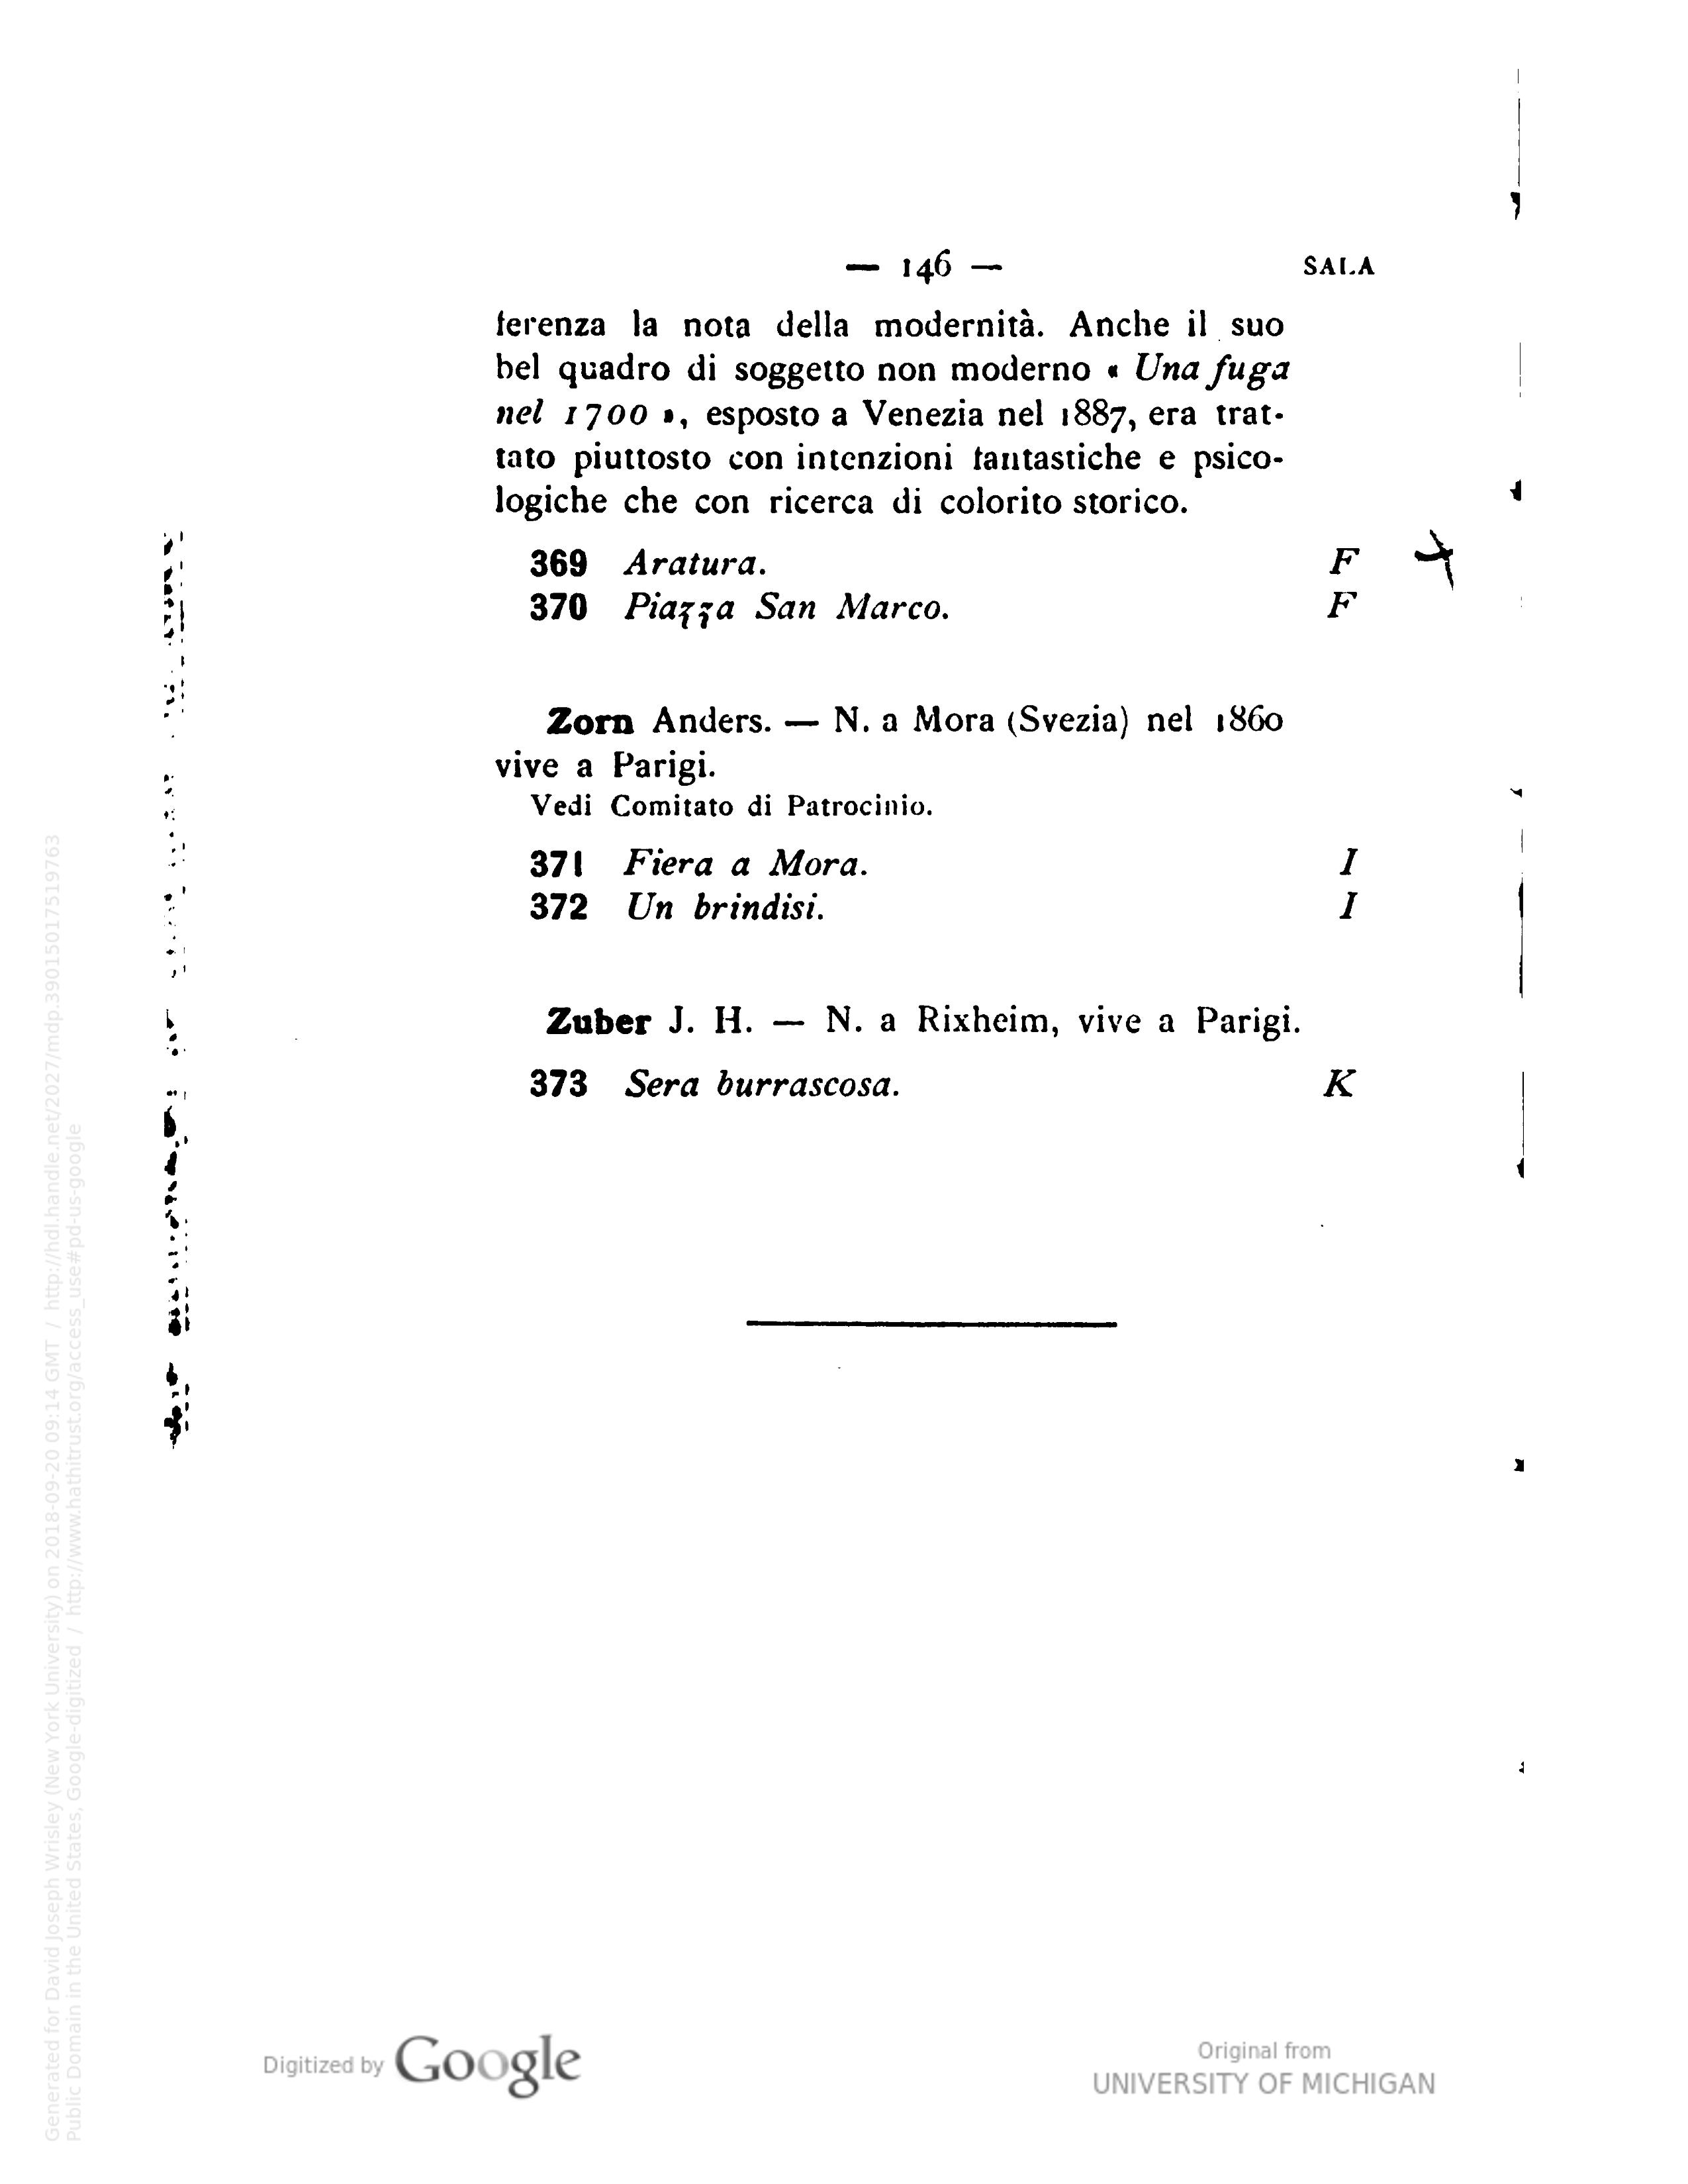 — 146 — SALA
ferenza la nota della modernità. Anche il suo
bel quadro di soggetto non moderno « Una fuga
nel 1700 », esposto a Venezia nel 1887, era trat-
tato piuttosto con intenzioni fantastiche e psico-
logiche che con ricerca di colorito storico.
369 Aratura. F
370 Piazza San Marco. F
Zorn Anders. — N. a Mora (Svezia) nel 1860
vive a Parigi.
Vedi Comitato di Patrocinio.
371 Fiera a Mora. I
372 Un brindisi. I
Zuber J. H. — N. a Rixheim, vive a Parigi.
373 Sera burrascosa. K
Generated for David Joseph Wrisley (New York University) on 2018-09-20 09:14 GMT / http://hdl.handle.net/2027/mdp.39015017519763
Public Domain in the United States, Google-digitized / http://www.hathitrust.org/access_use#pd-us-google
Digitized by Google
Original from
UNIVERSITY OF MICHIGAN